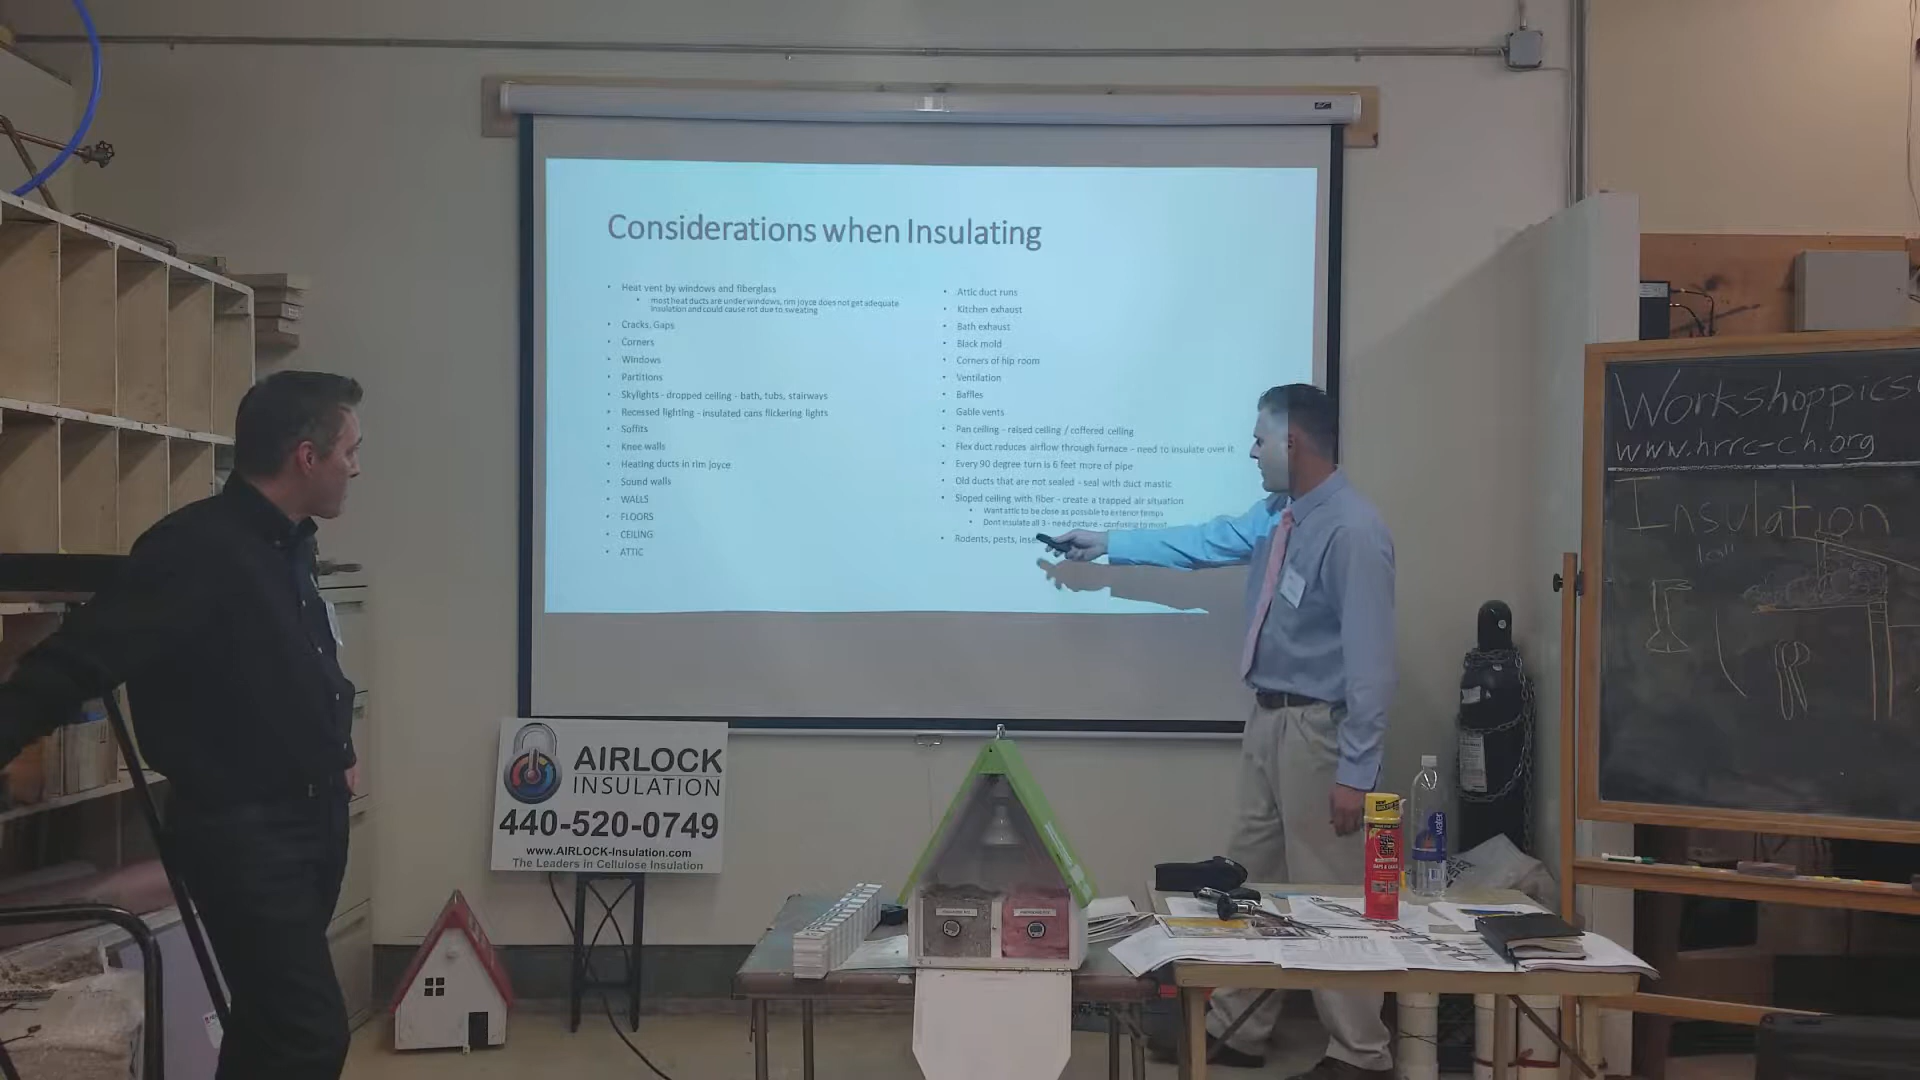 Considerations when Insulating
Heat vent by windows and fiberglass
most heat ducts are under windows, rim joyce does not get adequate
insulation and could cause rot due to sweating
Cracks, Gaps
Corners
Windows
Partitions
Skylights - dropped ceiling - bath, tubs, stairways
Recessed lighting - insulated cans flickering lights
Soffits
Knee walls
Heating ducts in rim joyce
Sound walls
WALLS
FLOORS
CEILING
ATTIC
Attic duct runs
Kitchen exhaust
Bath exhaust
Black mold
Corners of hip room
Ventilation
Baffles
Gable vents
Pan ceiling - raised ceiling / coffered ceiling
Flex duct reduces airflow through furnace - need to insulate over it
Every 90 degree turn is 6 feet more of pipe
Old ducts that are not sealed - seal with duct mastic
Sloped ceiling with fiber - create a trapped air situation
Want attic to be close as possible to exterior temps
Dont insulate all 3 - need picture - confusing to most
Rodents, pests, inse
AIRLOCK
INSULATION
440-520-0749
www.AIRLOCK-Insulation.com
The Leaders in Cellulose Insulation
Workshoppics
www.hrrc-ch.org
Insulation
water